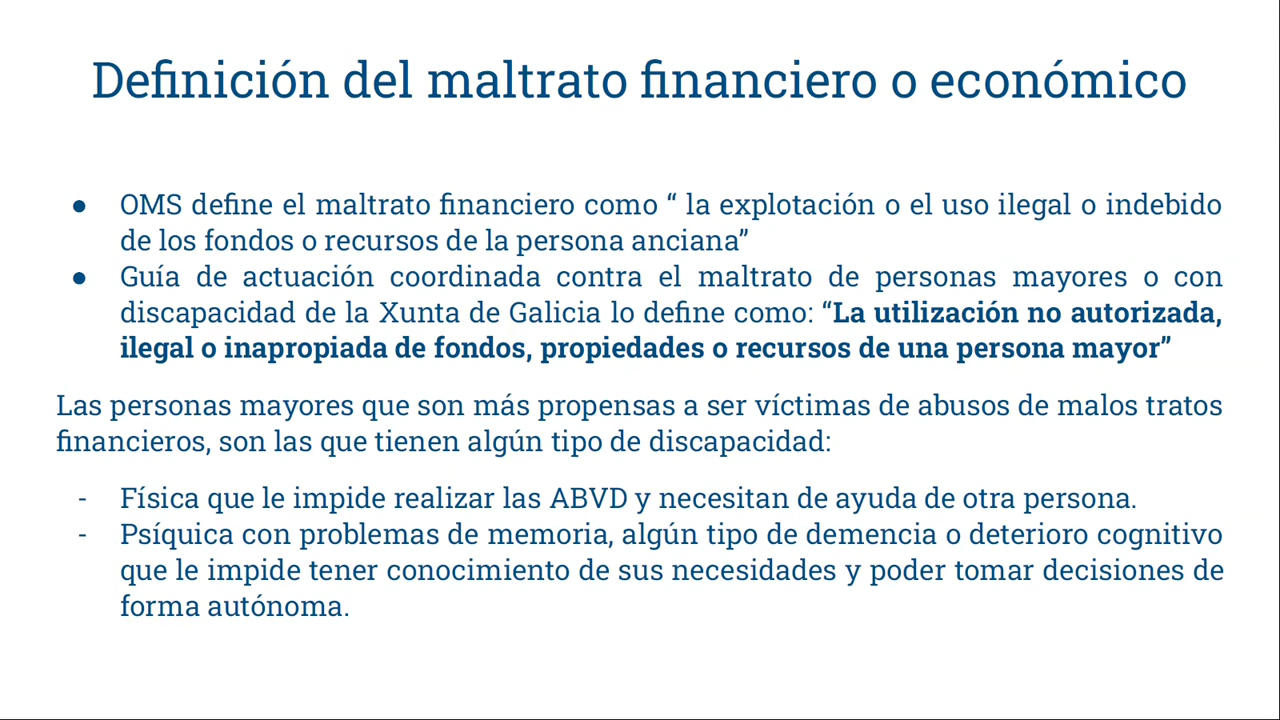 Definición del maltrato financiero o económico
● OMS define el maltrato financiero como “ la explotación o el uso ilegal o indebido
de los fondos o recursos de la persona anciana”
● Guía de actuación coordinada contra el maltrato de personas mayores o con
discapacidad de la Xunta de Galicia lo define como: “La utilización no autorizada,
ilegal o inapropiada de fondos, propiedades o recursos de una persona mayor”
Las personas mayores que son más propensas a ser víctimas de abusos de malos tratos
financieros, son las que tienen algún tipo de discapacidad:
- Física que le impide realizar las ABVD y necesitan de ayuda de otra persona.
- Psíquica con problemas de memoria, algún tipo de demencia o deterioro cognitivo
que le impide tener conocimiento de sus necesidades y poder tomar decisiones de
forma autónoma.